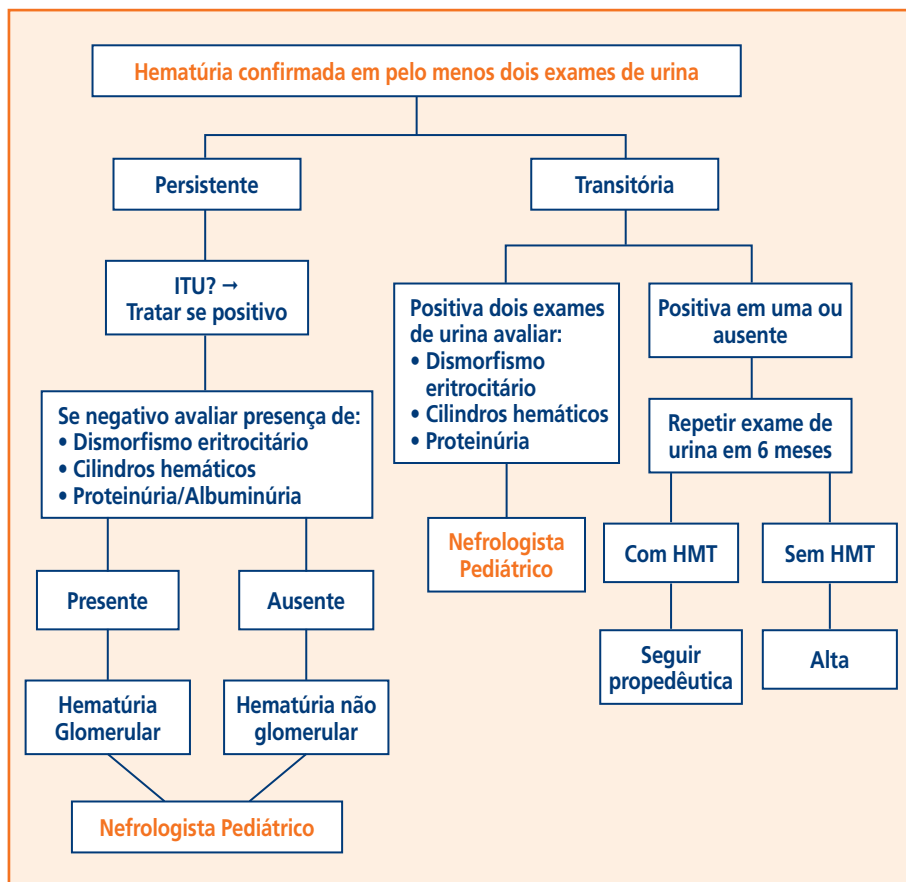 Hematúria confirmada em pelo menos dois exames de urina
Persistente
ITU? →
Tratar se positivo
Se negativo avaliar presença de:
• Dismorfismo eritrocitário
• Cilindros hemáticos
• Proteinúria/Albuminúria
Presente
Ausente
Hematúria
Glomerular
Hematúria não
glomerular
Nefrologista Pediátrico
Transitória
Positiva dois exames
de urina avaliar:
• Dismorfismo
eritrocitário
• Cilindros hemáticos
• Proteinúria
Nefrologista
Pediátrico
Positiva em uma ou
ausente
Repetir exame de
urina em 6 meses
Com HMT
Sem HMT
Seguir
propedêutica
Alta